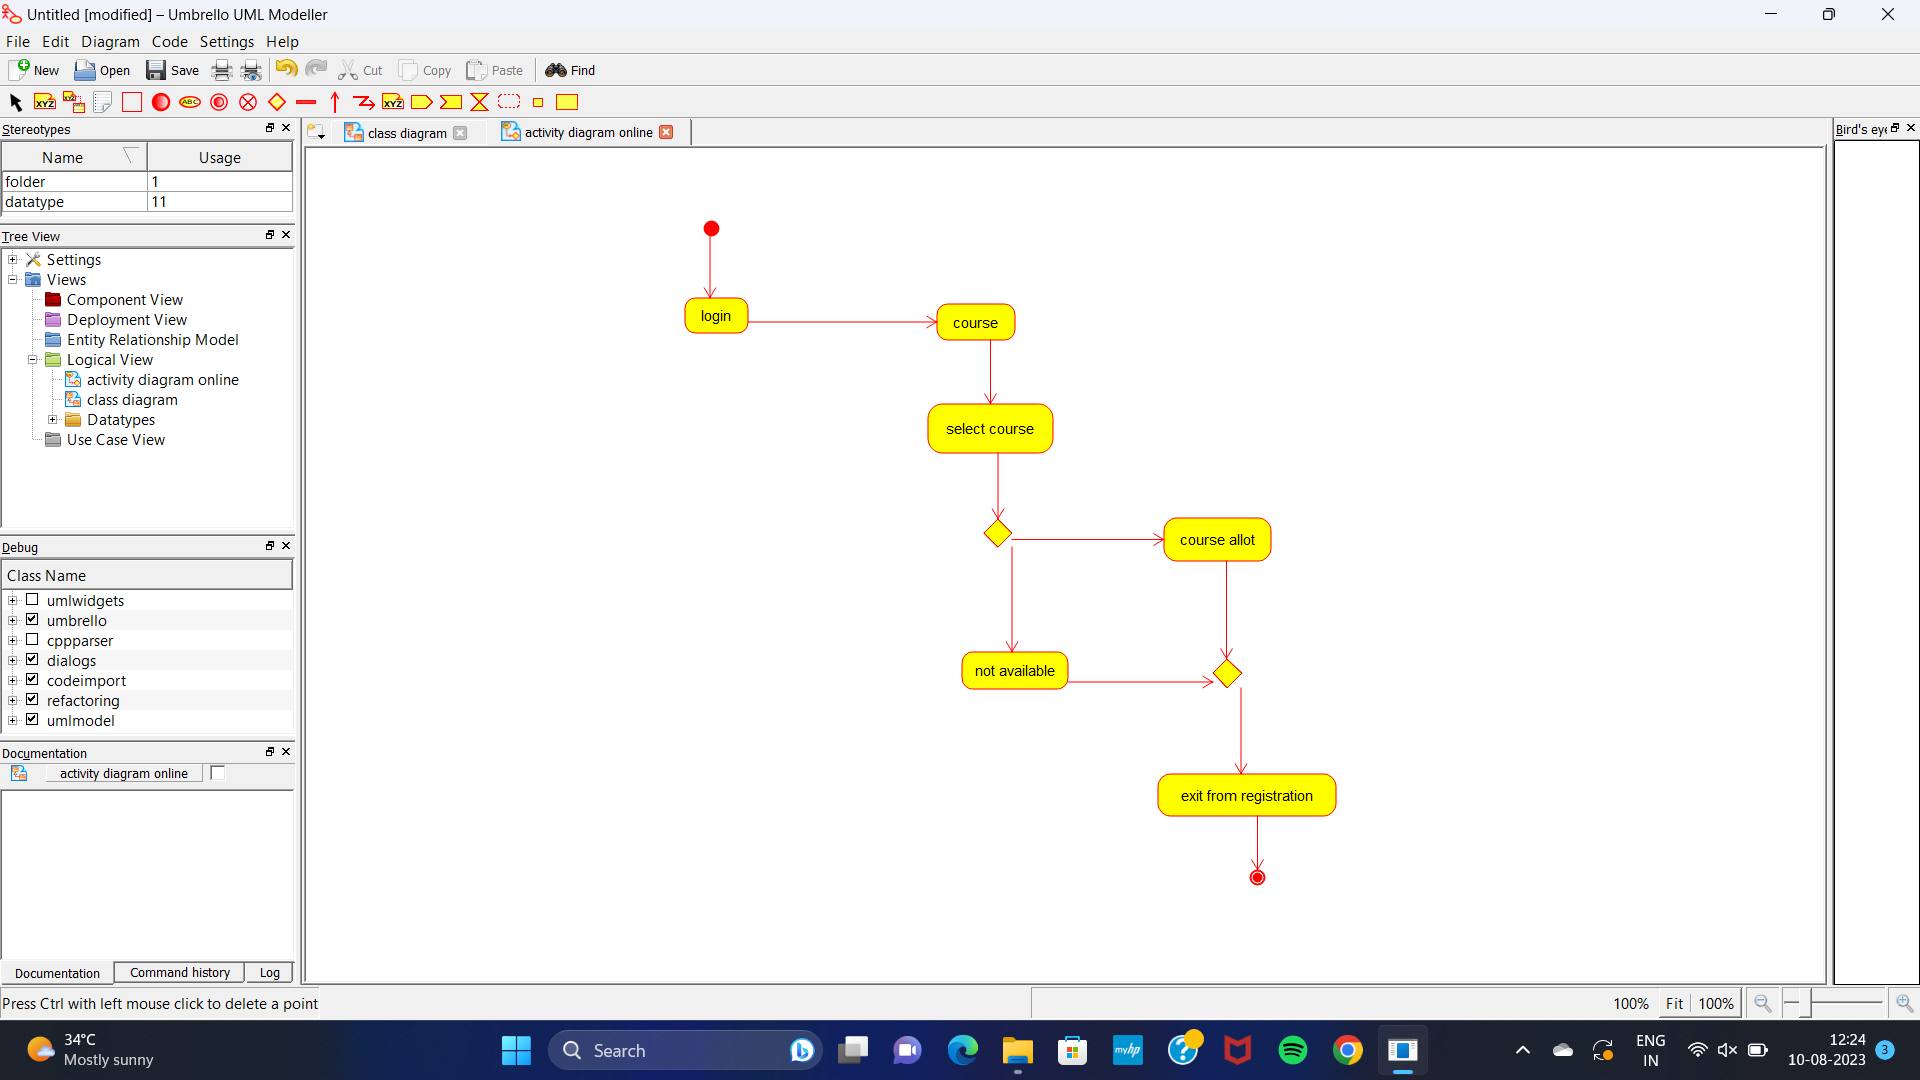 Untitled [modified] – Umbrello UML Modeller
File Edit Diagram Code Settings Help
New Open Save Cut Copy Paste Find
XYZ XYZ ABC XYZ
Stereotypes
Name Usage
folder 1
datatype 11
Tree View
Settings
Views
Component View
Deployment View
Entity Relationship Model
Logical View
activity diagram online
class diagram
Datatypes
Use Case View
Debug
Class Name
umlwidgets
umbrello
cppparser
dialogs
codeimport
refactoring
umlmodel
Documentation
activity diagram online
Documentation Command history Log
class diagram activity diagram online
login
course
select course
course allot
not available
exit from registration
Bird's eye
Press Ctrl with left mouse click to delete a point
100% Fit 100%
34°C
Mostly sunny
Search
myhp
ENG
IN
12:24
10-08-2023
3